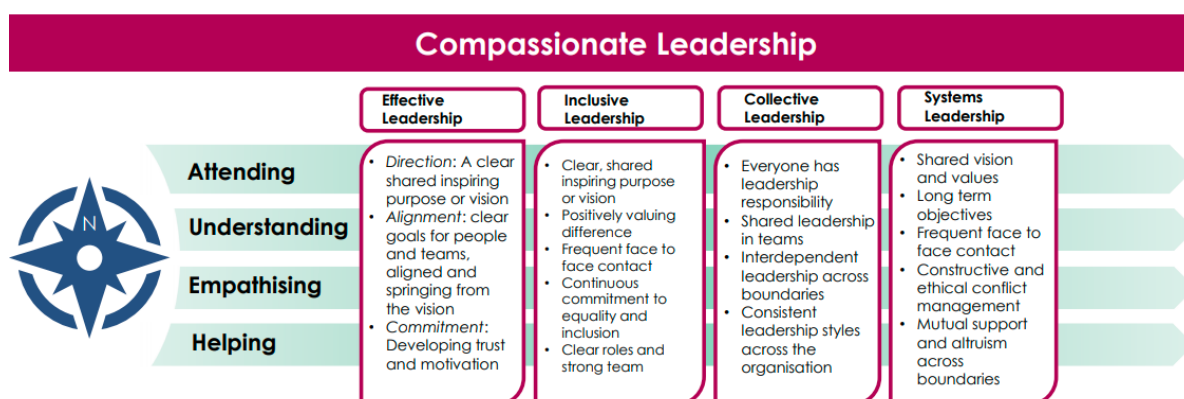 Compassionate Leadership
Effective
Leadership
Inclusive
Leadership
Collective
Leadership
Systems
Leadership
N
Attending
Understanding
Empathising
Helping
• Direction: A clear
shared inspiring
purpose or vision
• Alignment: clear
goals for people
and teams,
aligned and
springing from
the vision
• Commitment:
Developing trust
and motivation
• Clear, shared
inspiring purpose
or vision
• Positively valuing
difference
• Frequent face to
face contact
• Continuous
commitment to
equality and
inclusion
• Clear roles and
strong team
• Everyone has
leadership
responsibility
• Shared leadership
in teams
• Interdependent
leadership across
boundaries
• Consistent
leadership styles
across the
organisation
• Shared vision
and values
• Long term
objectives
• Frequent face to
face contact
• Constructive and
ethical conflict
management
• Mutual support
and altruism
across
boundaries